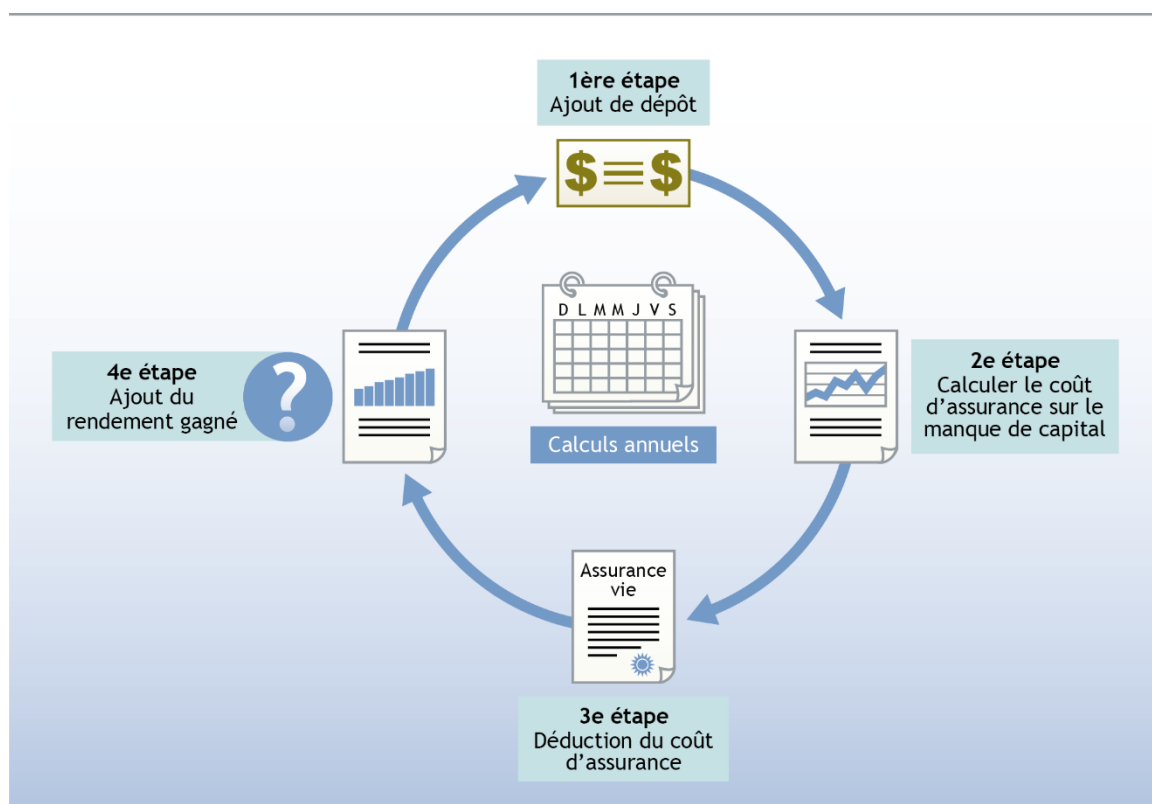 1ère étape
Ajout de dépôt
$ $
D L M M J V S
4e étape
Ajout du
rendement gagné
?
2e étape
Calculer le coût
d’assurance sur le
manque de capital
Calculs annuels
Assurance
vie
3e étape
Déduction du coût
d’assurance